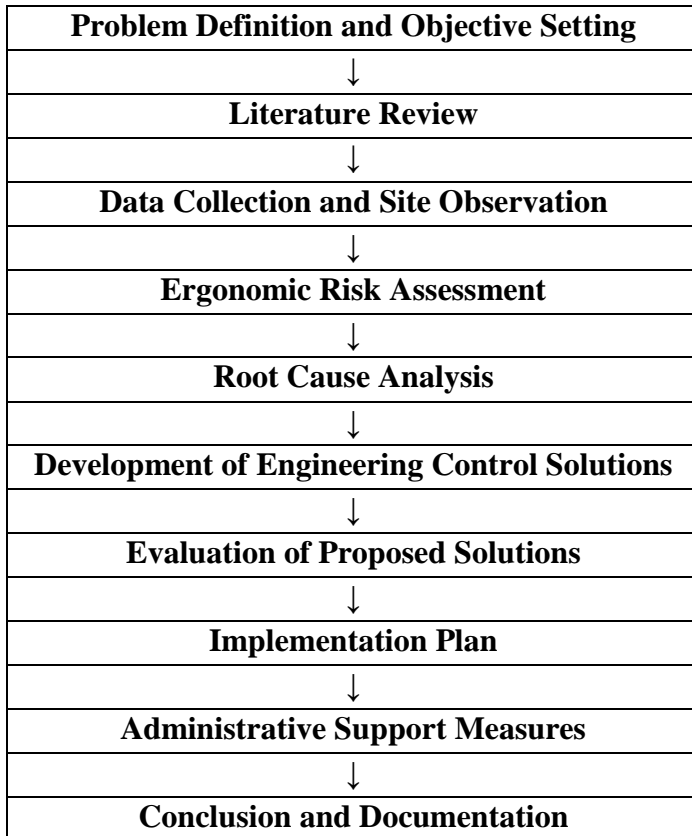 Problem Definition and Objective Setting
↓
Literature Review
↓
Data Collection and Site Observation
↓
Ergonomic Risk Assessment
↓
Root Cause Analysis
↓
Development of Engineering Control Solutions
↓
Evaluation of Proposed Solutions
↓
Implementation Plan
↓
Administrative Support Measures
↓
Conclusion and Documentation